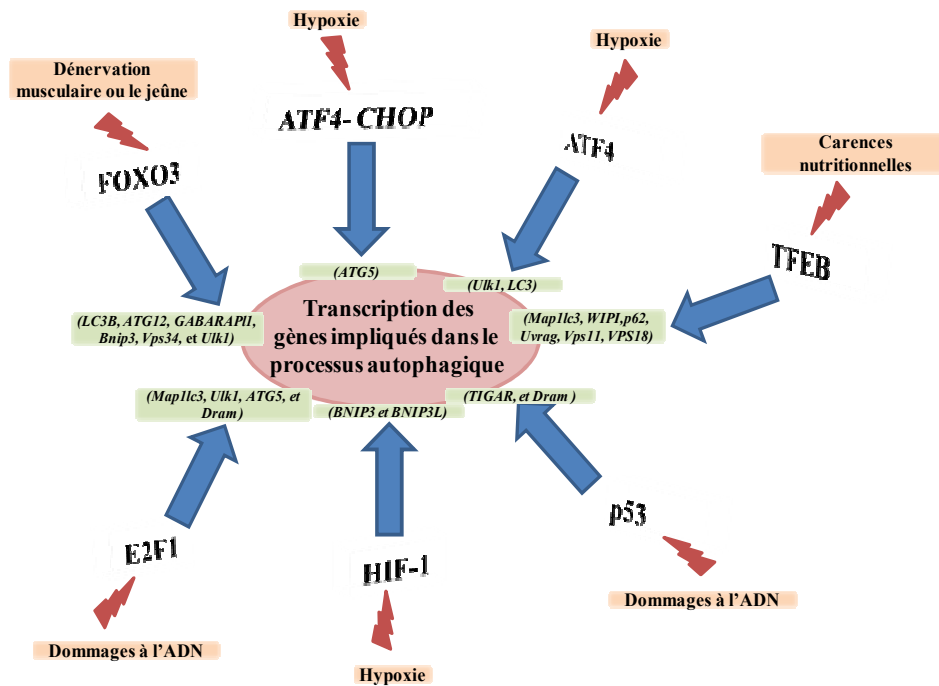 Hypoxie
Hypoxie
Dénervation
musculaire ou le jeûne
ATF4- CHOP
ATF4
Carences
nutritionnelles
FOXO3
TFEB
(ATG5)
(Ulk1, LC3)
(LC3B, ATG12, GABARAPl1,
Bnip3, Vps34, et Ulk1)
Transcription des
gènes impliqués dans le
processus autophagique
(Map1lc3, WIPI,p62,
Uvrag, Vps11, VPS18)
(Map1lc3, Ulk1, ATG5, et
Dram)
(BNIP3 et BNIP3L)
(TIGAR, et Dram )
E2F1
HIF-1
p53
Dommages à l'ADN
Dommages à l'ADN
Hypoxie